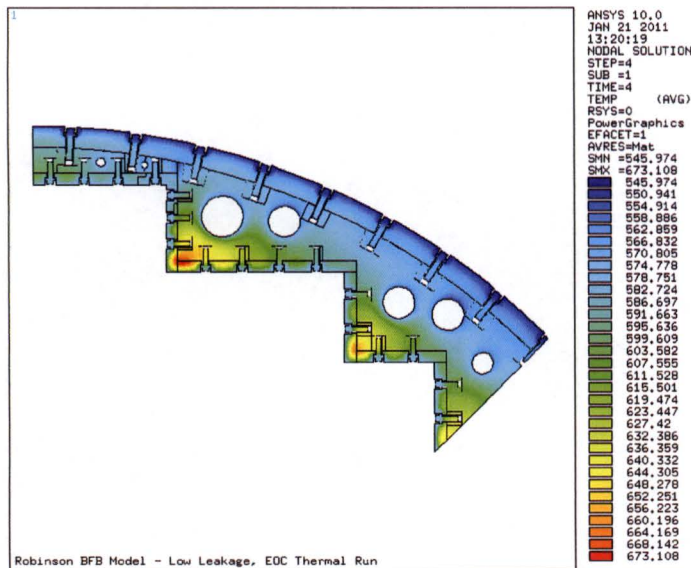 1
ANSYS 10.0
JAN 21 2011
13:20:19
NODAL SOLUTION
STEP=4
SUB =1
TIME=4
TEMP (AVG)
RSYS=0
PowerGraphics
EFACET=1
AVRES=Mat
SMN =545.974
SMX =673.108
545.974
550.941
554.914
558.886
562.859
566.832
570.805
574.778
578.751
582.724
586.697
591.663
595.636
599.609
603.582
607.555
611.528
615.501
619.474
623.447
627.42
632.386
636.359
640.332
644.305
648.278
652.251
656.223
660.196
664.169
668.142
673.108
Robinson BFB Model - Low Leakage, EOC Thermal Run